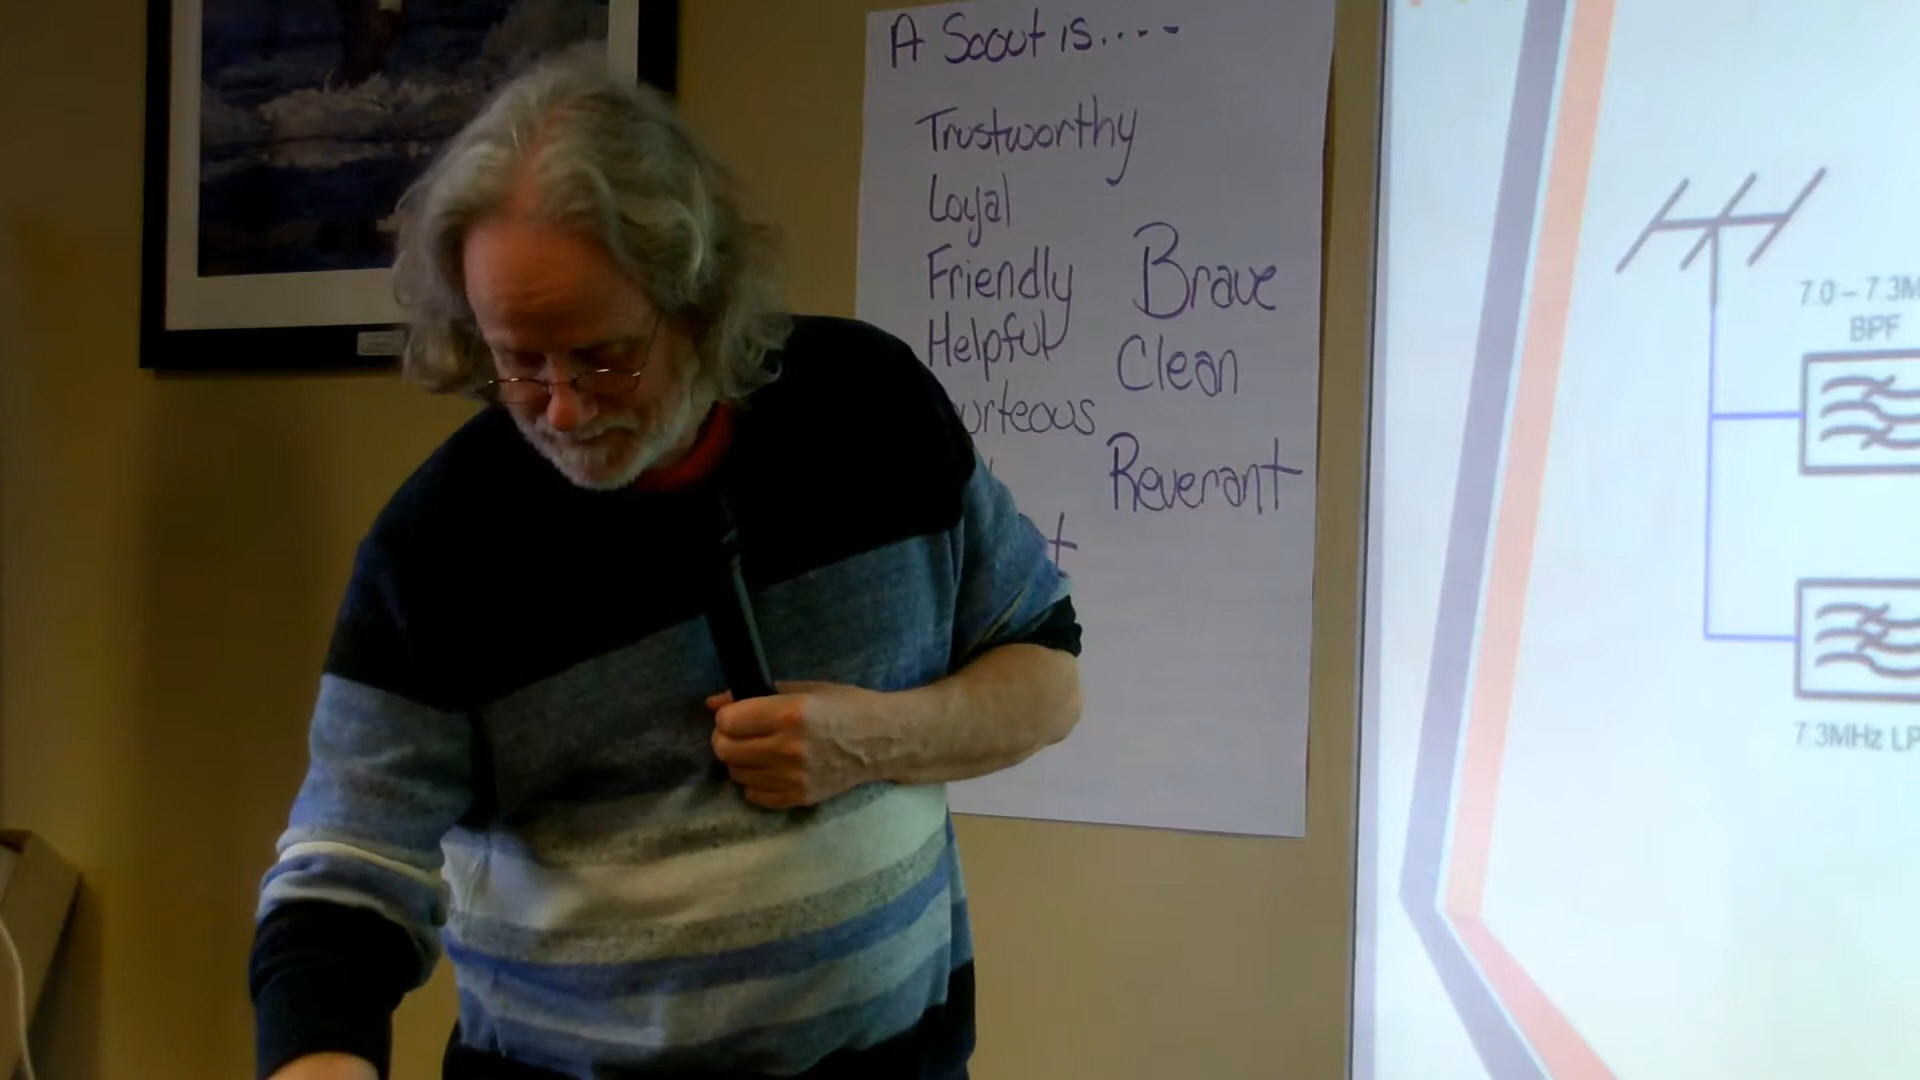 A Scout is....
Trustworthy
Loyal
Friendly
Helpful
urteous
Brave
Clean
Reverant
7.0 – 7.3M
BPF
7.3MHz LP